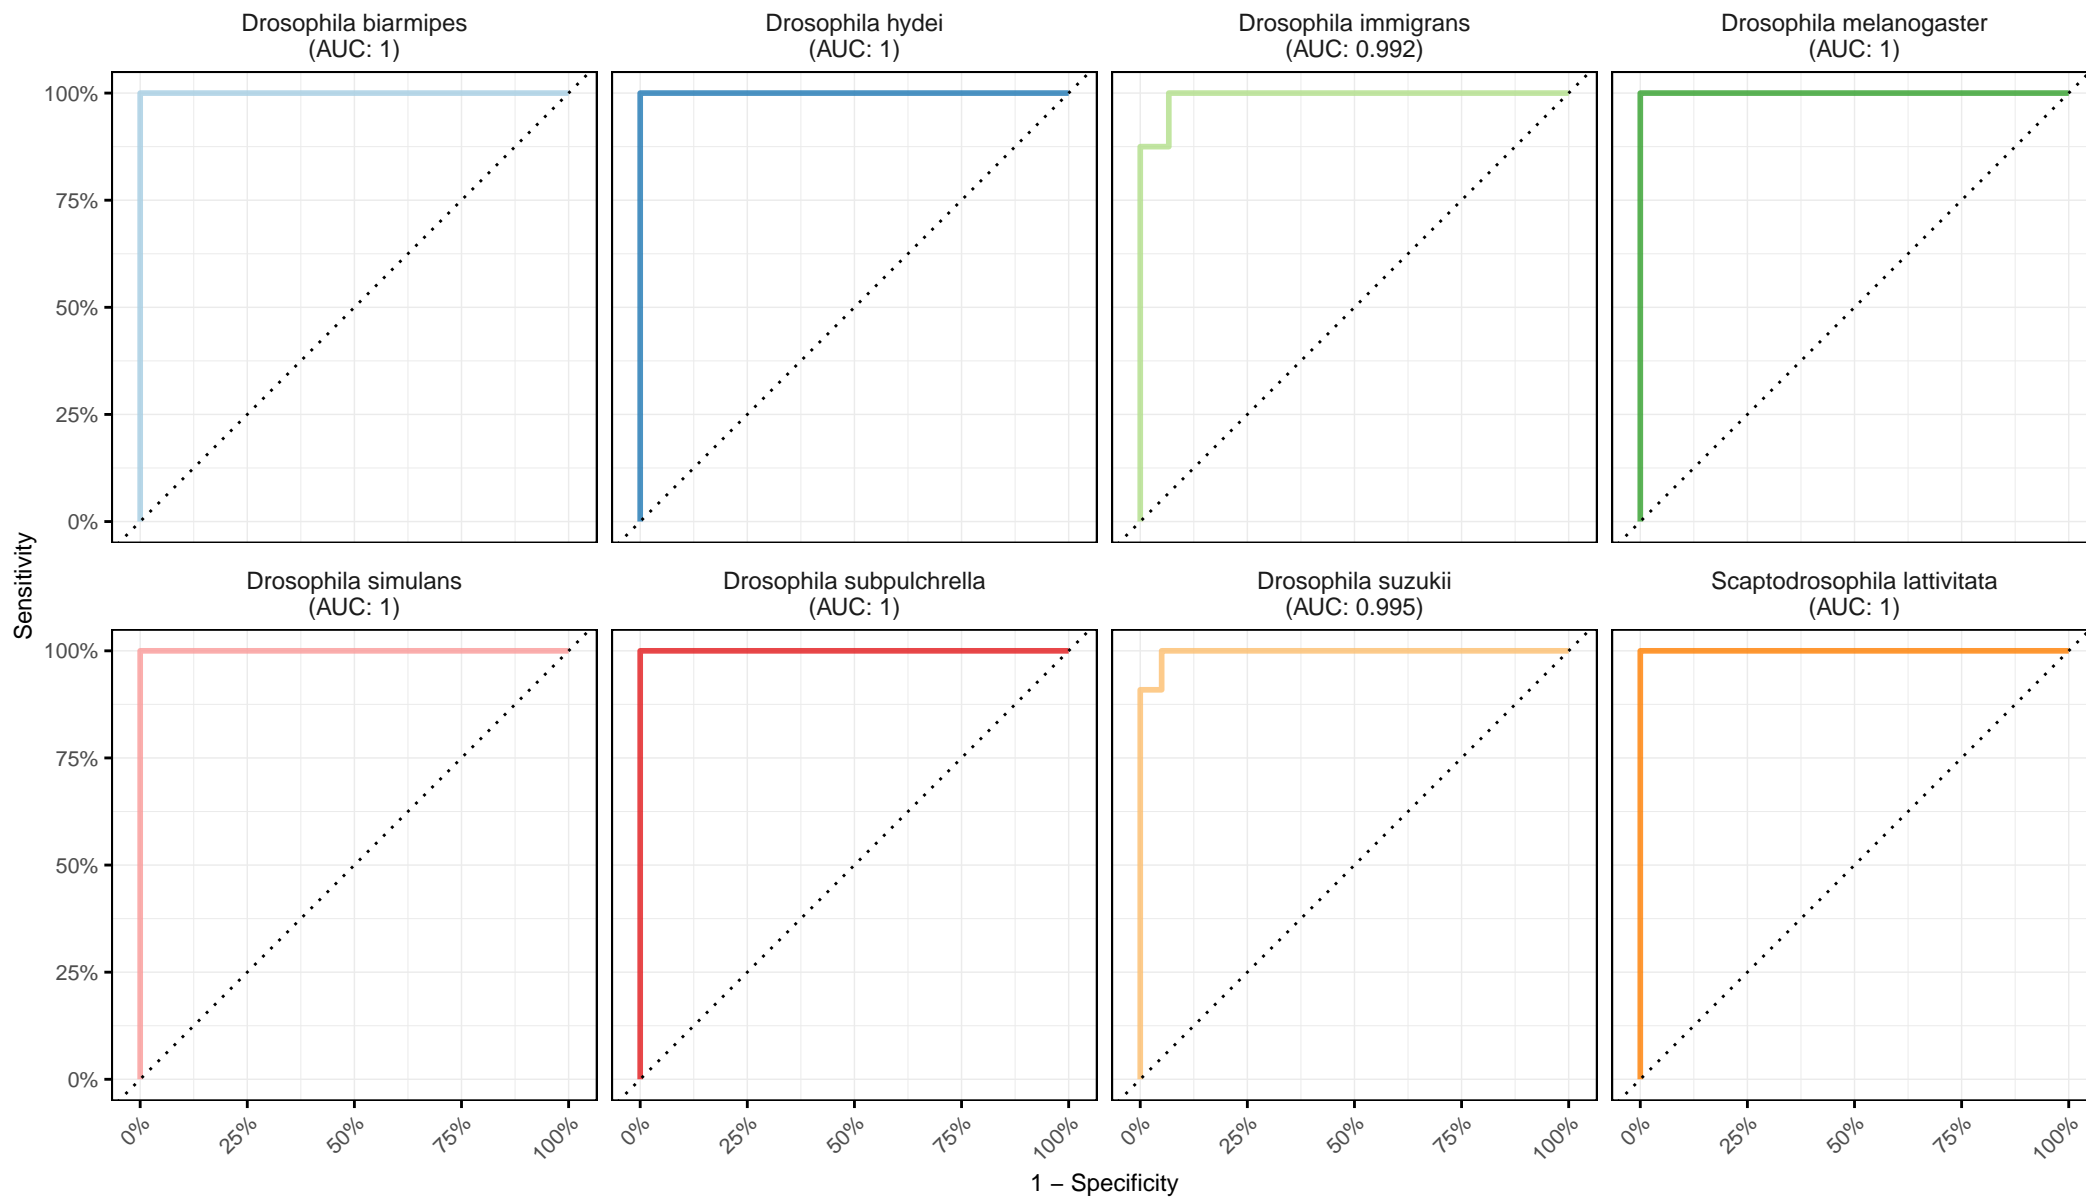 Drosophila biarmipes
(AUC: 1)
Drosophila hydei
(AUC: 1)
Drosophila immigrans
(AUC: 0.992)
Drosophila melanogaster
(AUC: 1)
100%
75%
50%
25%
0%
Sensitivity
Drosophila simulans
(AUC: 1)
Drosophila subpulchrella
(AUC: 1)
Drosophila suzukii
(AUC: 0.995)
Scaptodrosophila lattivitata
(AUC: 1)
100%
75%
50%
25%
0%
0%
25%
50%
75%
100%
0%
25%
50%
75%
100%
0%
25%
50%
75%
100%
0%
25%
50%
75%
100%
1 – Specificity